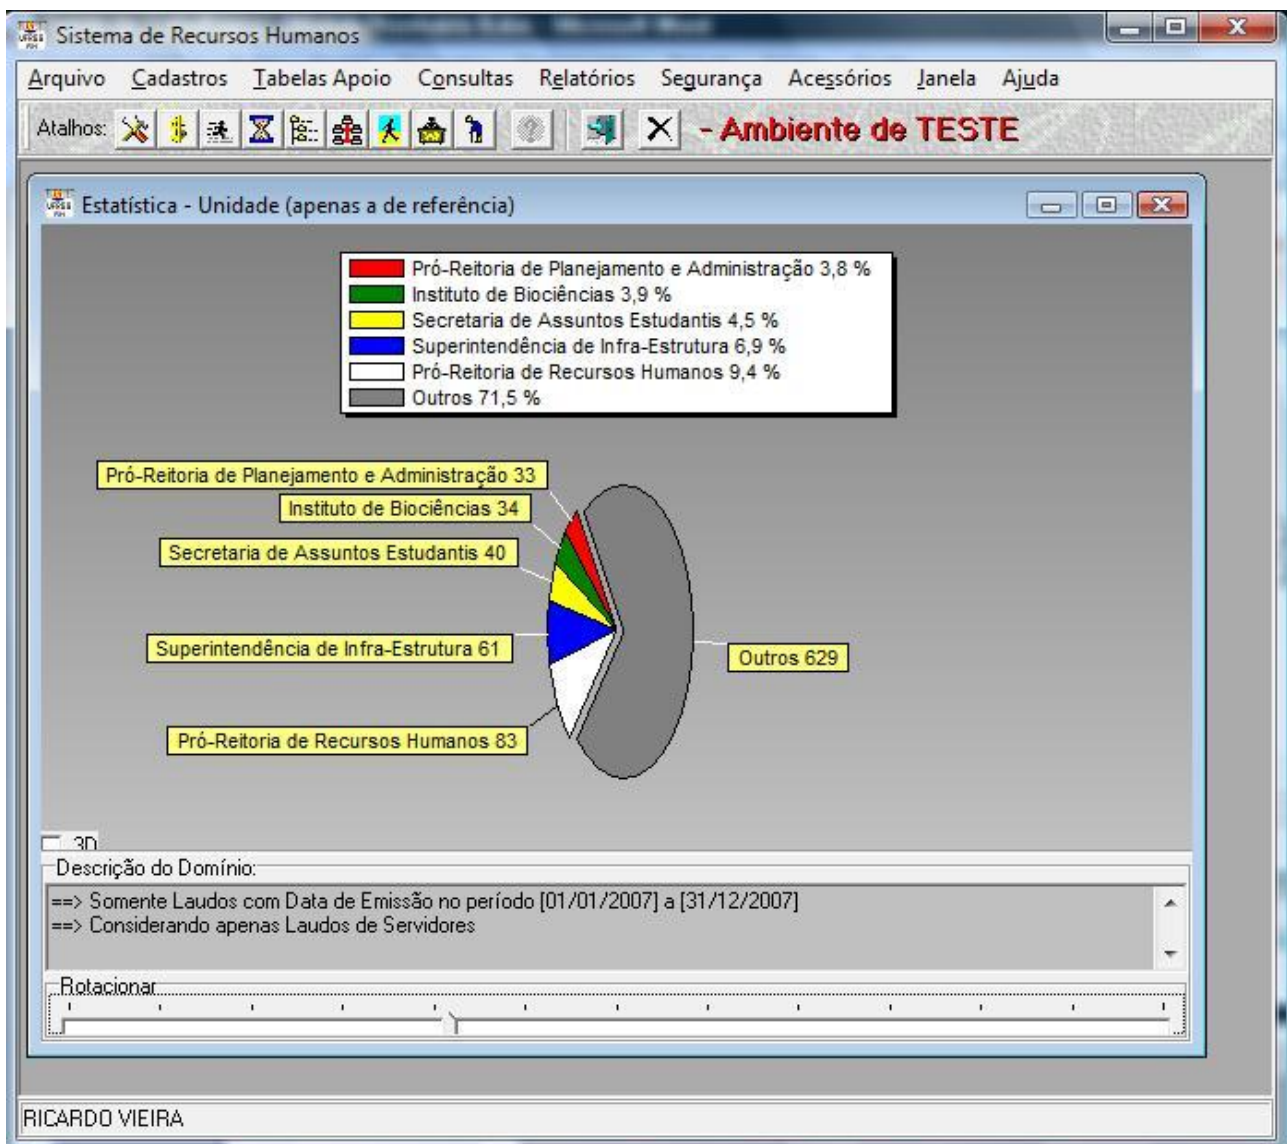 Sistema de Recursos Humanos
Arquivo Cadastros Tabelas Apoio Consultas Relatórios Segurança Acessórios Janela Ajuda
Atalhos: - Ambiente de TESTE
Estatística - Unidade (apenas a de referência)
Pró-Reitoria de Planejamento e Administração 3,8 %
Instituto de Biociências 3,9 %
Secretaria de Assuntos Estudantis 4,5 %
Superintendência de Infra-Estrutura 6,9 %
Pró-Reitoria de Recursos Humanos 9,4 %
Outros 71,5 %
Pró-Reitoria de Planejamento e Administração 33
Instituto de Biociências 34
Secretaria de Assuntos Estudantis 40
Superintendência de Infra-Estrutura 61
Outros 629
Pró-Reitoria de Recursos Humanos 83
3D
Descrição do Domínio:
==> Somente Laudos com Data de Emissão no período [01/01/2007] a [31/12/2007]
==> Considerando apenas Laudos de Servidores
Rotacionar
RICARDO VIEIRA